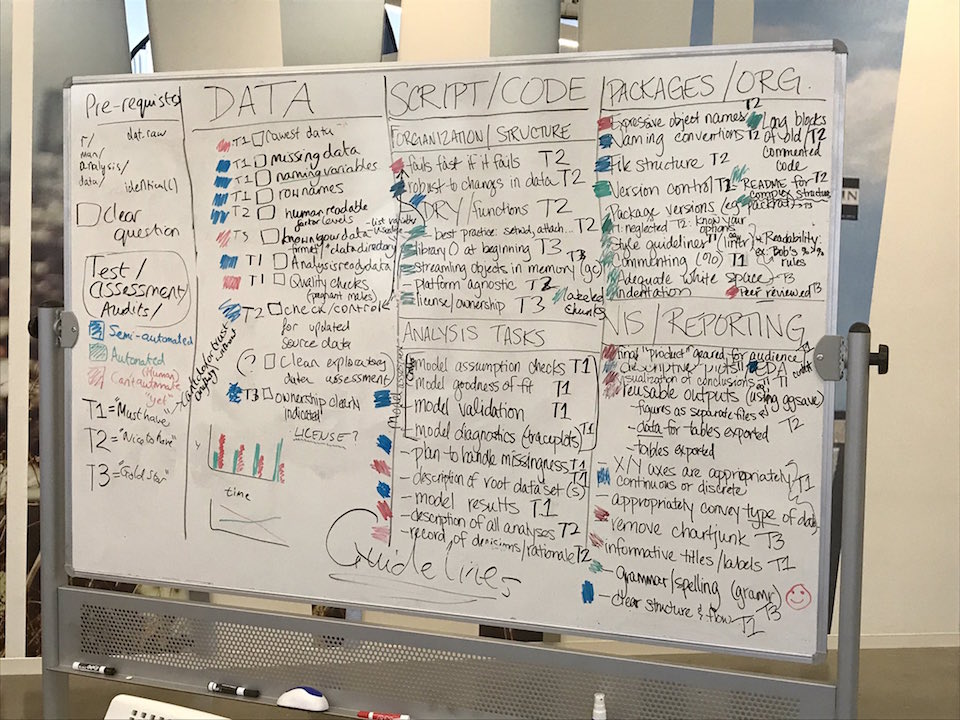 Pre-requists
dat.raw
r/
man/
analysis/
data/
identical()
Clear
question
Test/
assessment
Audits/
Semi-automated
Automated
(Human)
Can't automate
"yet"
T1 = "Must have"
T2 = "Nice to have"
T3 = "Gold star"
DATA
T1 rawest data
T1 missing data
T1 naming variables
T1 row names
T2 human readable
factor levels
- list variable
T3 known your data
*data directory
T1 Analysis ready data
T1 Quality checks
(pregnant males)
T2 check/control
for updated
source data
(?) Clean exploratory
data assessment
T3 ownership clearly
indicated
LICENSE?
Y
time
SCRIPT/CODE
ORGANIZATION/STRUCTURE
- fails fast if it fails T2
- robust to changes in data T2
- DRY/functions T2
- best practice: setwd, attach... T2
- library() at beginning T3
- streamlining objects in memory (gc) T3
- platform agnostic T2
- license/ownership T3
labeled
chunks
ANALYSIS TASKS
- model assumption checks T1
- model goodness of fit T1
- model validation T1
- model diagnostics (traceplots) T1
- plan to handle missingness T1
- description of root data set(s) T1
- model results T1
- description of all analyses T2
- record of decisions/rationale T2
Guidelines
PACKAGES/ORG.
Expressive object names T2
Naming conventions T2
File structure T2
Version control T1
Package versions (eg packrat) T3
neglected T2: know your
options
Style guidelines T1 (lintr)
Commenting (%) T1
Adequate white space T3
indentation
Peer reviewed T3
Long blocks
of old/ T2
commented
code
README for T2
complex structure
Readability:
ex: Bob's %>%
rules
VIS/REPORTING
- final "product" geared for audience T1
- descriptive plots/EDA
- visualization of conclusions T1
- reusable outputs (using ggsave)
- figures as separate files
- data for tables exported T2
- tables exported
- X/Y axes are appropriately
continuous or discrete T1
- appropriately convey type of data T1
- remove chartjunk T3
- informative titles/labels T1
- grammar/spelling (gramr) T3
- clear structure & flow T1